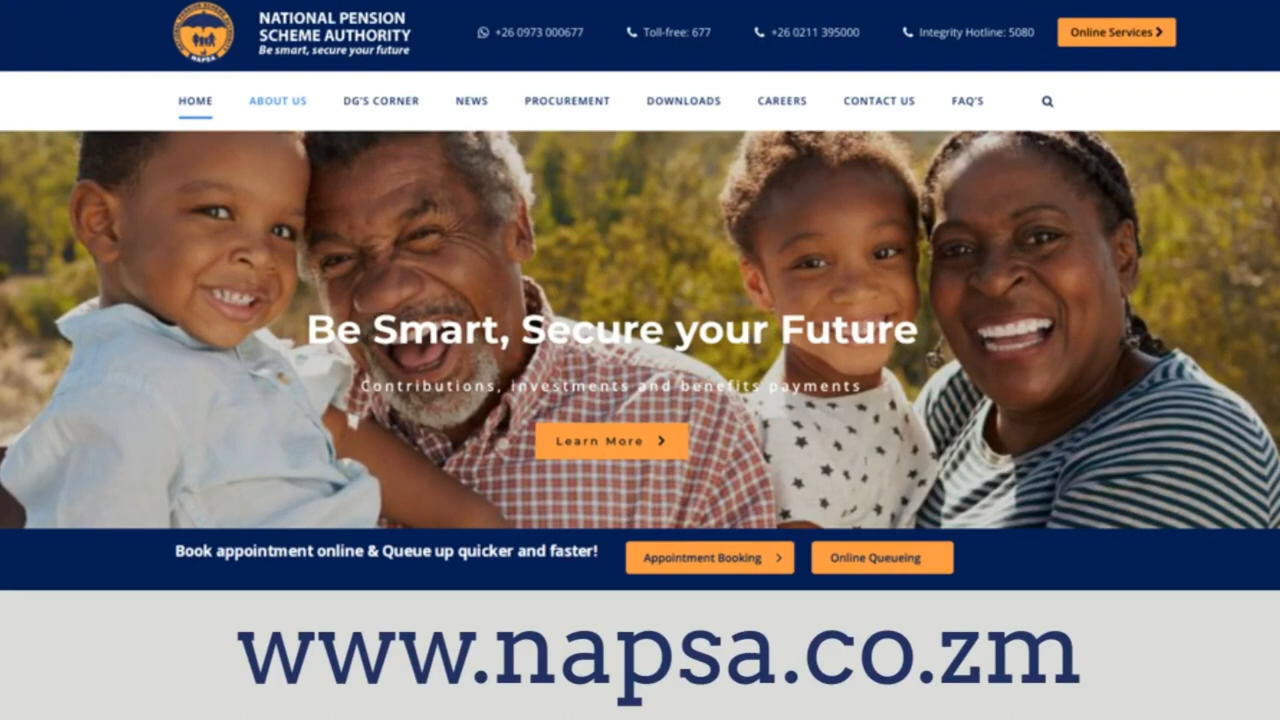 NATIONAL PENSION
SCHEME AUTHORITY
Be smart, secure your future
NAPSA
+26 0973 000677
Toll-free: 677
+26 0211 395000
Integrity Hotline: 5080
Online Services
HOME
ABOUT US
DG'S CORNER
NEWS
PROCUREMENT
DOWNLOADS
CAREERS
CONTACT US
FAQ'S
Be Smart, Secure your Future
Contributions, investments and benefits payments
Learn More
Book appointment online & Queue up quicker and faster!
Appointment Booking
Online Queueing
www.napsa.co.zm